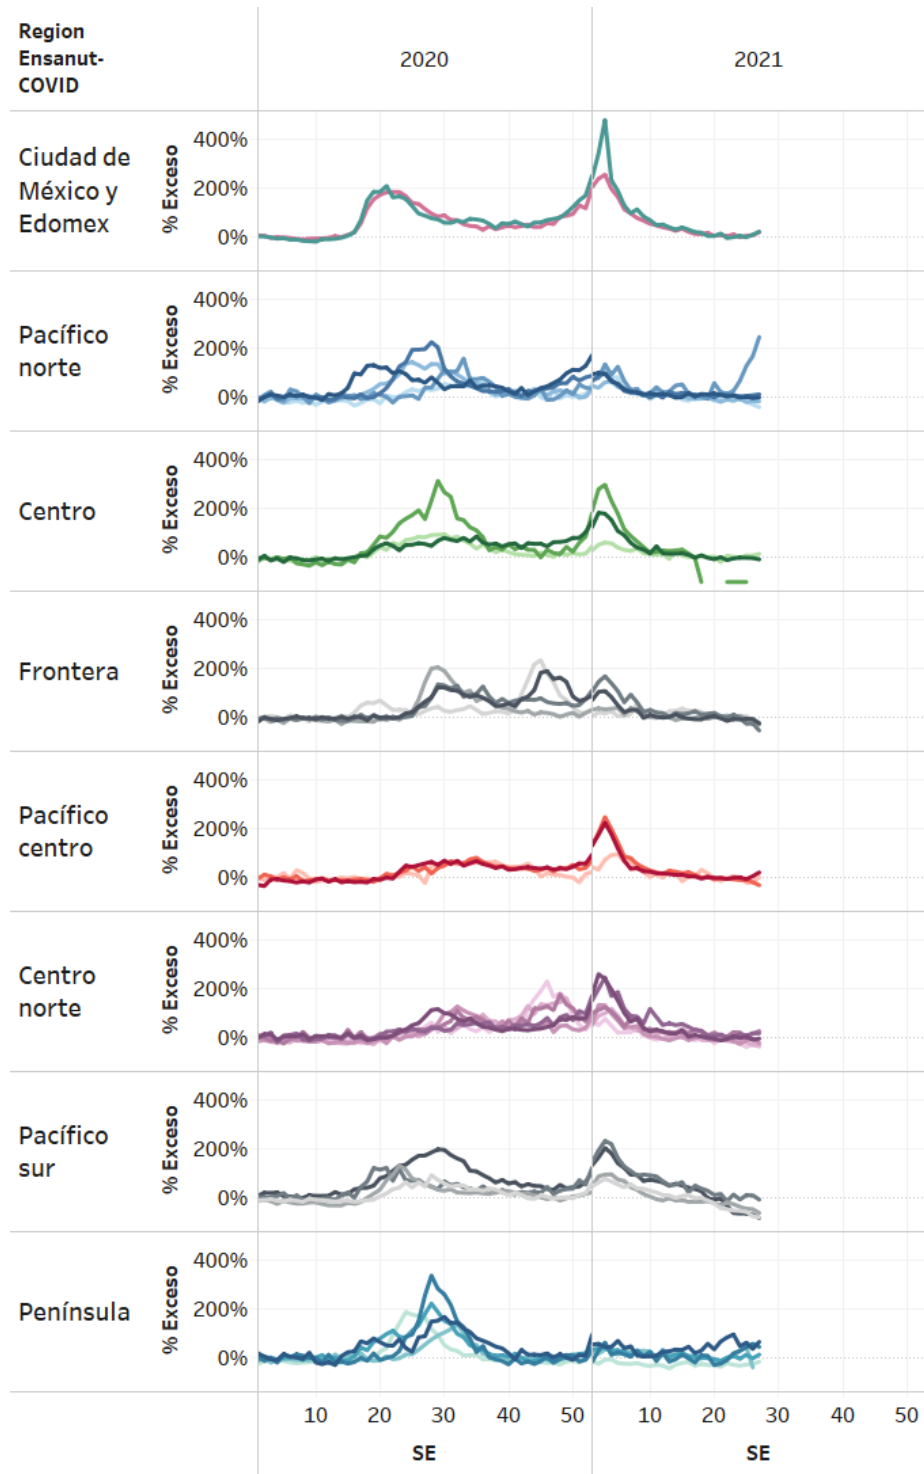 Region
Ensanut-
COVID
2020
2021
Ciudad de
México y
Edomex
% Exceso
400%
200%
0%
Pacífico
norte
% Exceso
400%
200%
0%
Centro
% Exceso
400%
200%
0%
Frontera
% Exceso
400%
200%
0%
Pacífico
centro
% Exceso
400%
200%
0%
Centro
norte
% Exceso
400%
200%
0%
Pacífico
sur
% Exceso
400%
200%
0%
Península
% Exceso
400%
200%
0%
10 20 30 40 50 10 20 30 40 50
SE SE